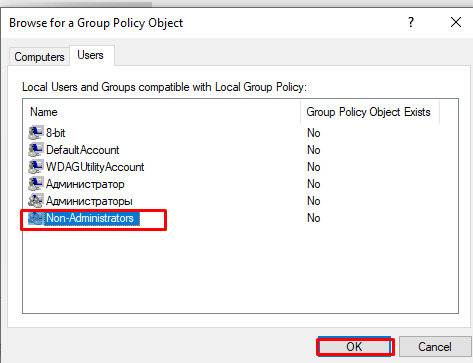 Browse for a Group Policy Object ? ×
Computers Users
Local Users and Groups compatible with Local Group Policy:
Name Group Policy Object Exists
8-bit No
DefaultAccount No
WDAGUtilityAccount No
Администратор No
Администраторы No
Non-Administrators No
OK Cancel